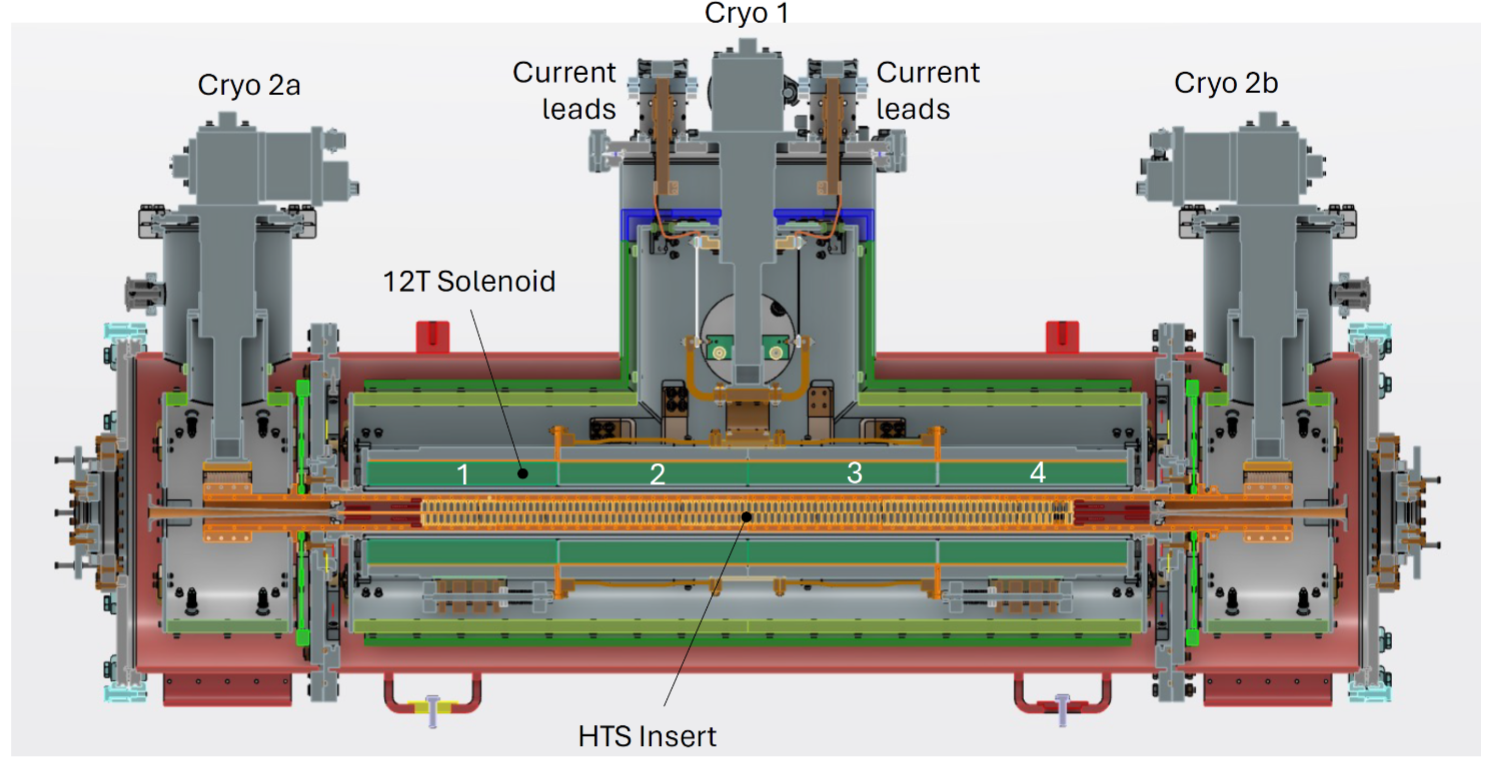 Cryo 1
Current
leads
Current
leads
Cryo 2a
Cryo 2b
12T Solenoid
1
2
3
4
HTS Insert